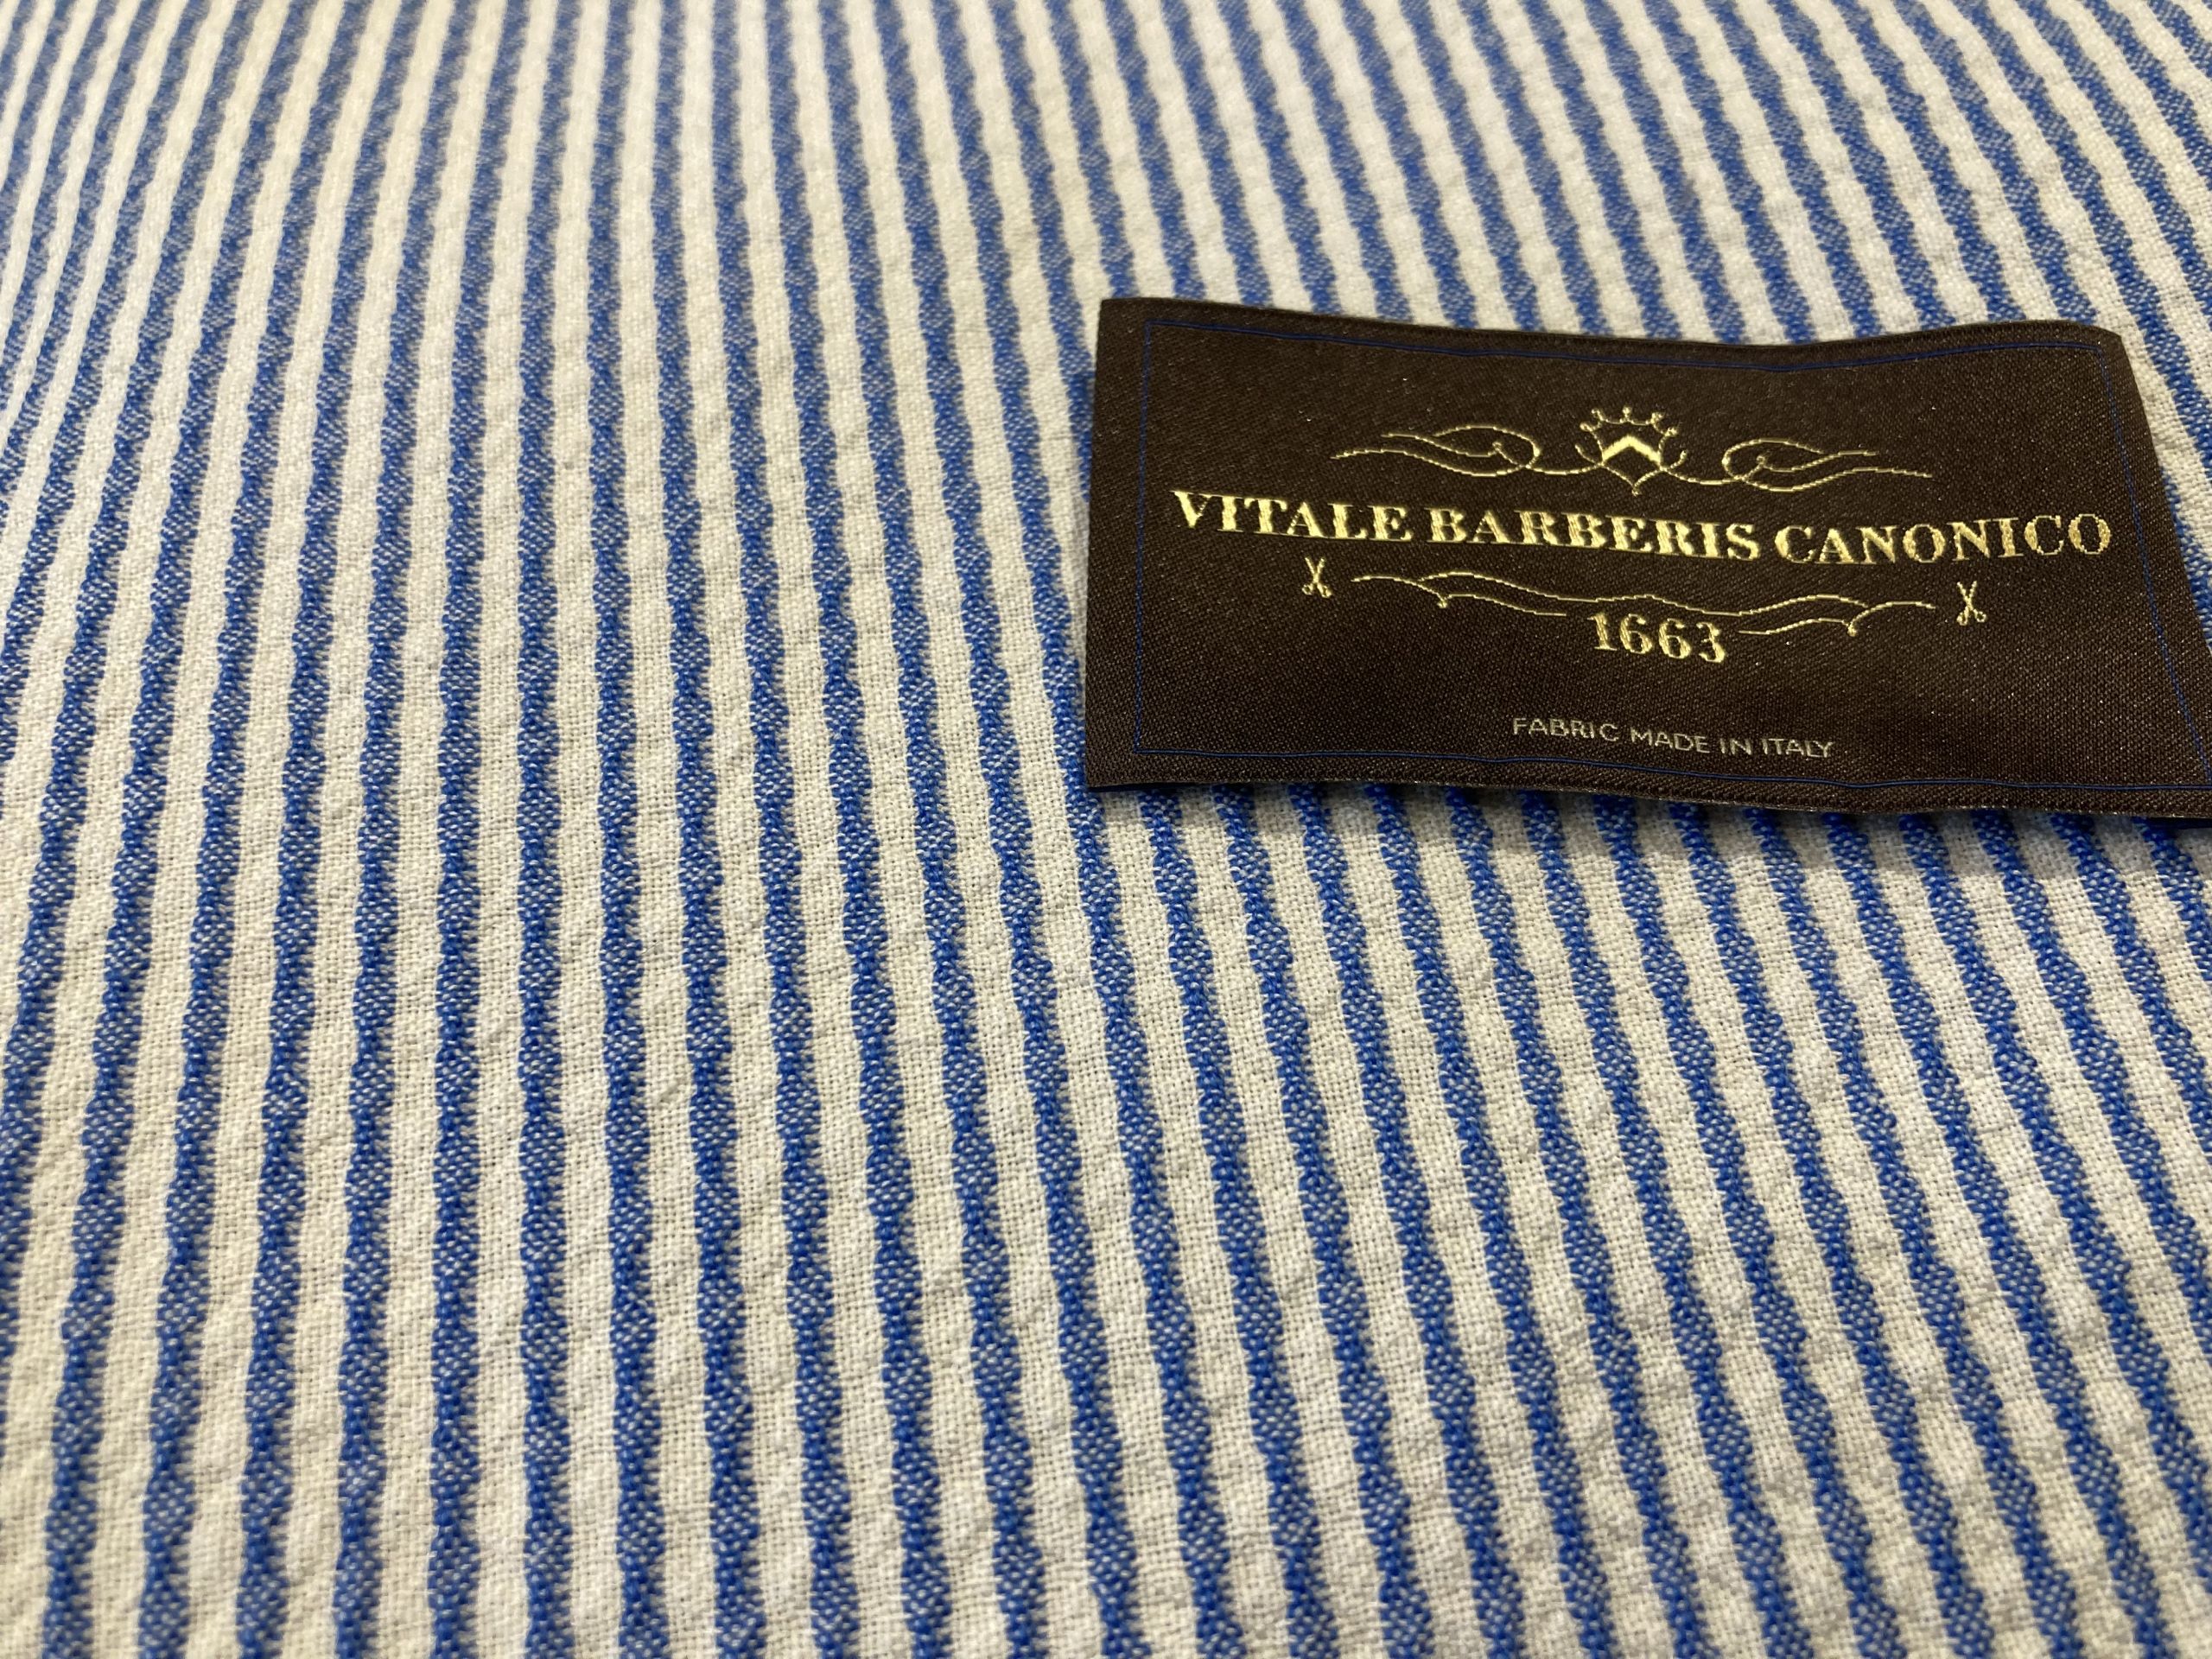 VITALE BARBERIS CANONICO
1663
FABRIC MADE IN ITALY